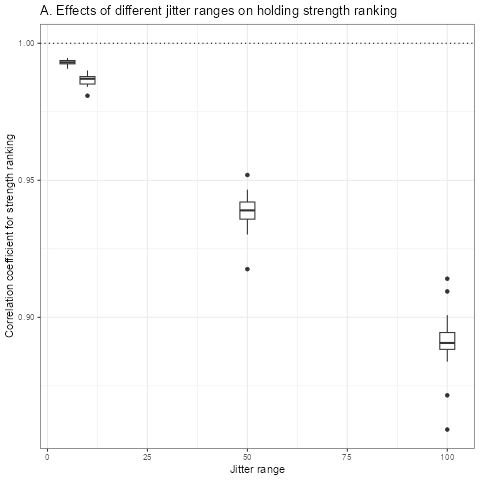 A. Effects of different jitter ranges on holding strength ranking
Correlation coefficient for strength ranking
1.00
0.95
0.90
0
25
50
75
100
Jitter range